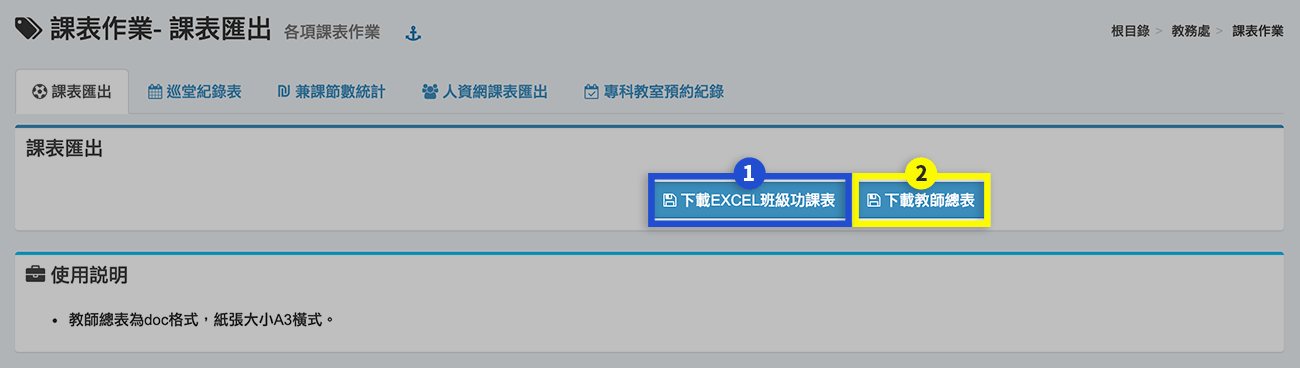 課表作業- 課表匯出 各項課表作業
根目錄 > 教務處 > 課表作業
課表匯出 巡堂紀錄表 兼課節數統計 人資網課表匯出 專科教室預約紀錄
課表匯出
1 2
下載EXCEL班級功課表 下載教師總表
使用說明
• 教師總表為doc格式，紙張大小A3橫式。